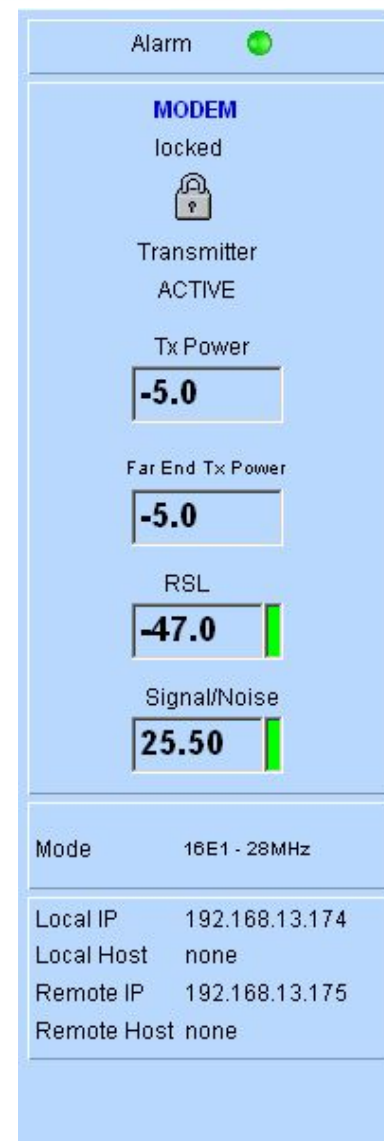 Alarm
MODEM
locked
Transmitter
ACTIVE
Tx Power
-5.0
Far End Tx Power
-5.0
RSL
-47.0
Signal/Noise
25.50
Mode 16E1 - 28MHz
Local IP 192.168.13.174
Local Host none
Remote IP 192.168.13.175
Remote Host none